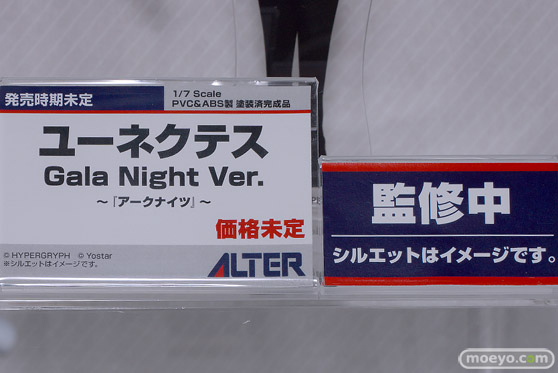 発売時期未定
1/7 Scale
PVC&ABS製 塗装済完成品
ユーネクテス
Gala Night Ver.
～『アークナイツ』～
価格未定
© HYPERGRYPH © Yostar
※シルエットはイメージです。
ALTER
監修中
シルエットはイメージです。
moeyo.com